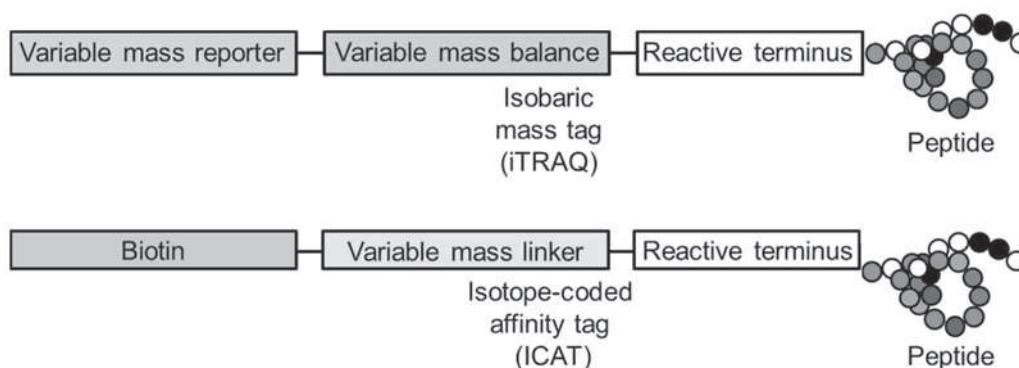 Variable mass reporter
Variable mass balance
Reactive terminus
Isobaric
mass tag
(iTRAQ)
Peptide
Biotin
Variable mass linker
Reactive terminus
Isotope-coded
affinity tag
(ICAT)
Peptide